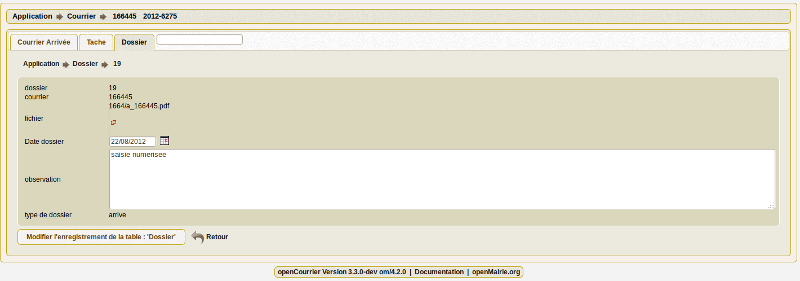 Application Courrier 166445 2012-6275
Courrier Arrivée Tache Dossier
Application Dossier 19
dossier 19
courrier 166445
1664/a_166445.pdf
fichier
Date dossier 22/08/2012
saisie numerisee
observation
type de dossier arrive
Modifier l'enregistrement de la table : 'Dossier' Retour
openCourrier Version 3.3.0-dev om/4.2.0 | Documentation | openMairie.org